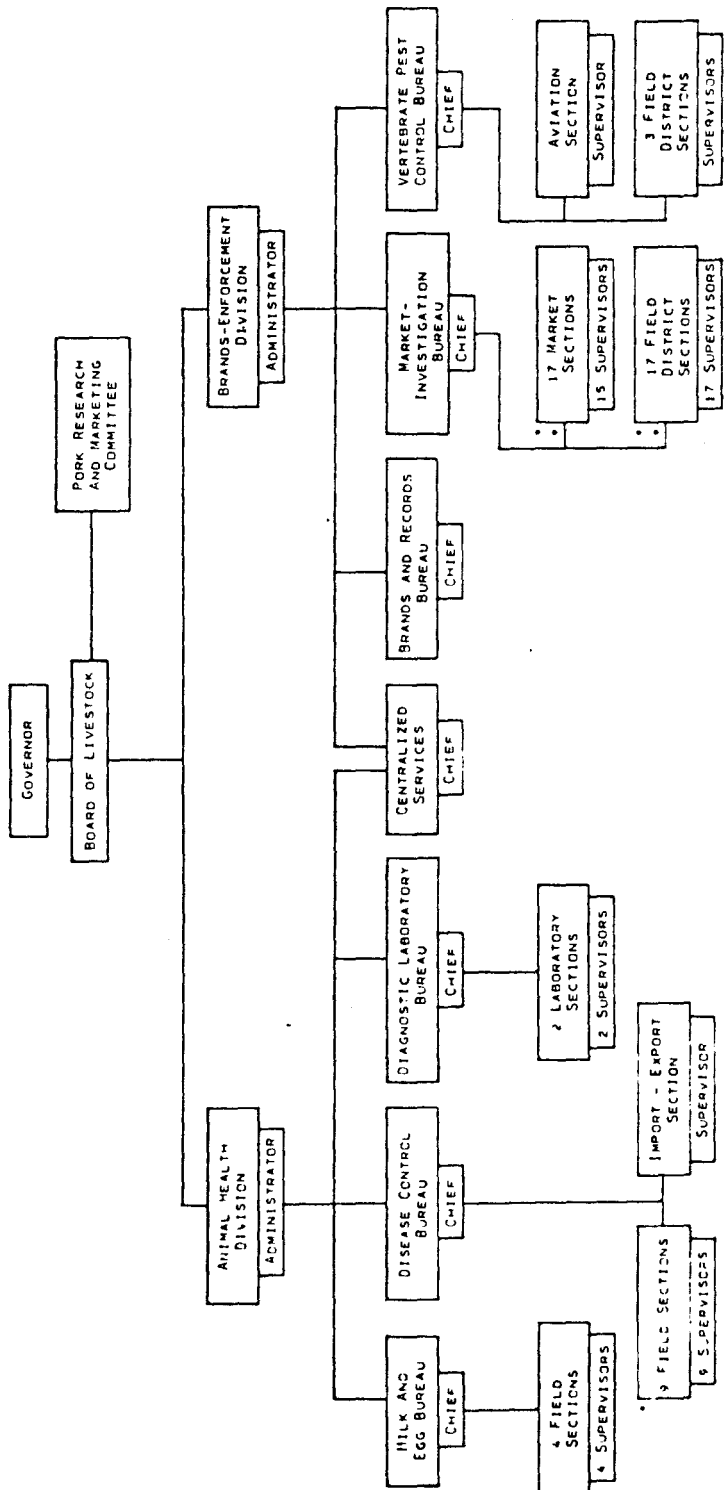 GOVERNOR
BOARD OF LIVESTOCK
PORK RESEARCH
AND MARKETING
COMMITTEE
ANIMAL HEALTH
DIVISION
ADMINISTRATOR
BRANDS-ENFORCEMENT
DIVISION
ADMINISTRATOR
MILK AND
EGG BUREAU
CHIEF
DISEASE CONTROL
BUREAU
CHIEF
DIAGNOSTIC LABORATORY
BUREAU
CHIEF
CENTRALIZED
SERVICES
CHIEF
BRANDS AND RECORDS
BUREAU
CHIEF
MARKET-
INVESTIGATION
BUREAU
CHIEF
VERTEBRATE PEST
CONTROL BUREAU
CHIEF
4 FIELD
SECTIONS
4 SUPERVISORS
* 9 FIELD SECTIONS
9 SUPERVISORS
IMPORT - EXPORT
SECTION
SUPERVISOR
2 LABORATORY
SECTIONS
2 SUPERVISORS
** 17 MARKET
SECTIONS
15 SUPERVISORS
** 17 FIELD
DISTRICT
SECTIONS
17 SUPERVISORS
AVIATION
SECTION
SUPERVISOR
3 FIELD
DISTRICT
SECTIONS
SUPERVISORS